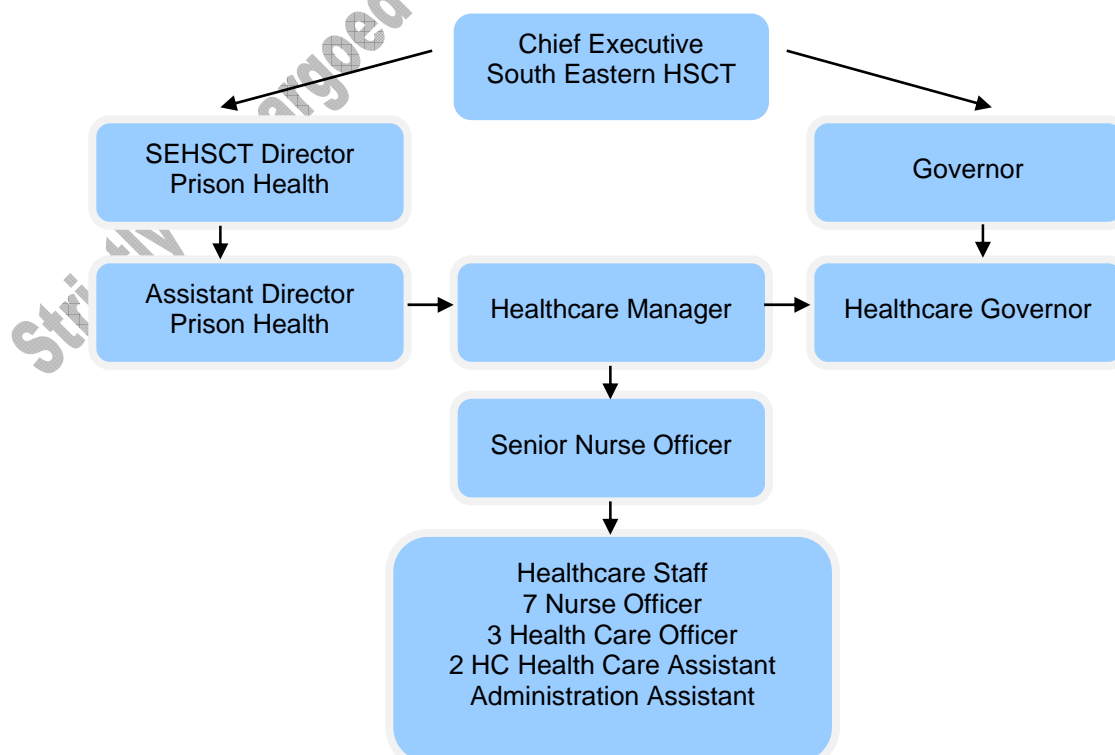 Chief Executive
South Eastern HSCT
SEHSCT Director
Prison Health
Governor
Assistant Director
Prison Health
Healthcare Manager
Healthcare Governor
Senior Nurse Officer
Healthcare Staff
7 Nurse Officer
3 Health Care Officer
2 HC Health Care Assistant
Administration Assistant